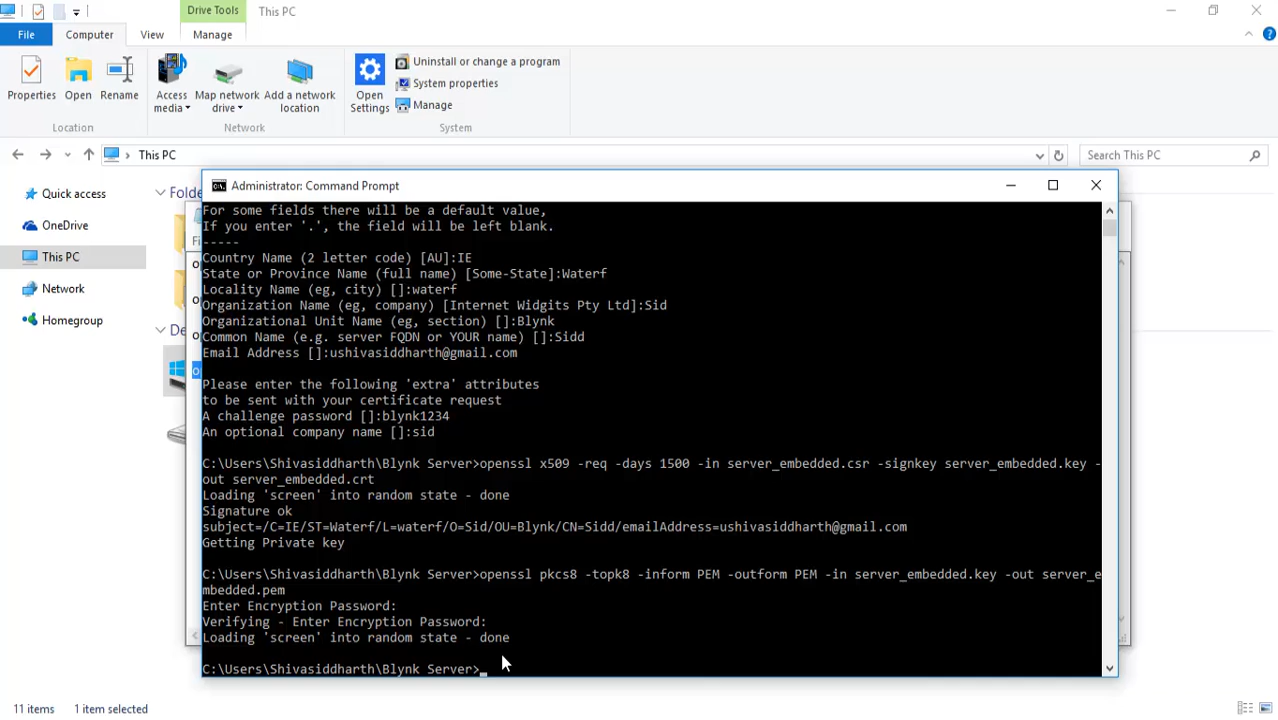 Drive Tools
This PC
File
Computer
View
Manage
Properties
Open
Rename
Access media
Map network drive
Add a network location
Open Settings
Uninstall or change a program
System properties
Manage
Location
Network
System
This PC
Search This PC
Quick access
OneDrive
This PC
Network
Homegroup
Administrator: Command Prompt
For some fields there will be a default value,
If you enter '.', the field will be left blank.
-----
Country Name (2 letter code) [AU]:IE
State or Province Name (full name) [Some-State]:Waterf
Locality Name (eg, city) []:waterf
Organization Name (eg, company) [Internet Widgits Pty Ltd]:Sid
Organizational Unit Name (eg, section) []:Blynk
Common Name (e.g. server FQDN or YOUR name) []:Sidd
Email Address []:ushivasiddharth@gmail.com
Please enter the following 'extra' attributes
to be sent with your certificate request
A challenge password []:blynk1234
An optional company name []:sid
C:\Users\Shivasiddharth\Blynk Server>openssl x509 -req -days 1500 -in server_embedded.csr -signkey server_embedded.key -
out server_embedded.crt
Loading 'screen' into random state - done
Signature ok
subject=/C=IE/ST=Waterf/L=waterf/O=Sid/OU=Blynk/CN=Sidd/emailAddress=ushivasiddharth@gmail.com
Getting Private key
C:\Users\Shivasiddharth\Blynk Server>openssl pkcs8 -topk8 -inform PEM -outform PEM -in server_embedded.key -out server_e
mbedded.pem
Enter Encryption Password:
Verifying - Enter Encryption Password:
Loading 'screen' into random state - done
C:\Users\Shivasiddharth\Blynk Server>_
11 items
1 item selected